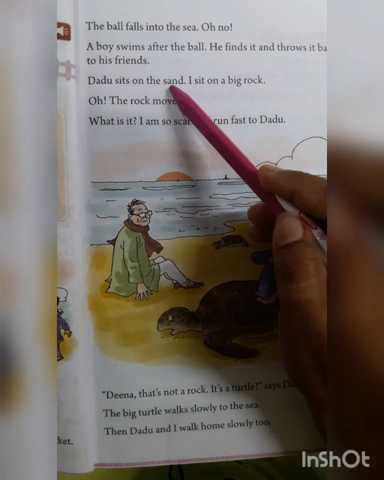 The ball falls into the sea. Oh no!
A boy swims after the ball. He finds it and throws it ba
to his friends.
Dadu sits on the sand. I sit on a big rock.
Oh! The rock move
What is it? I am so scar run fast to Dadu.
"Deena, that's not a rock. It's a turtle!" says D
The big turtle walks slowly to the sea.
Then Dadu and I walk home slowly too.
ket.
InShOt